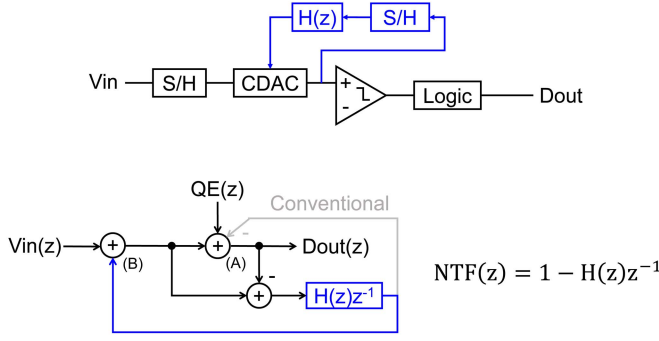 H(z)
S/H
Vin
S/H
CDAC
+
-
Logic
Dout
QE(z)
Conventional
-
Vin(z)
+
(B)
+
(A)
Dout(z)
-
+
H(z)z⁻¹
NTF(z) = 1 − H(z)z⁻¹